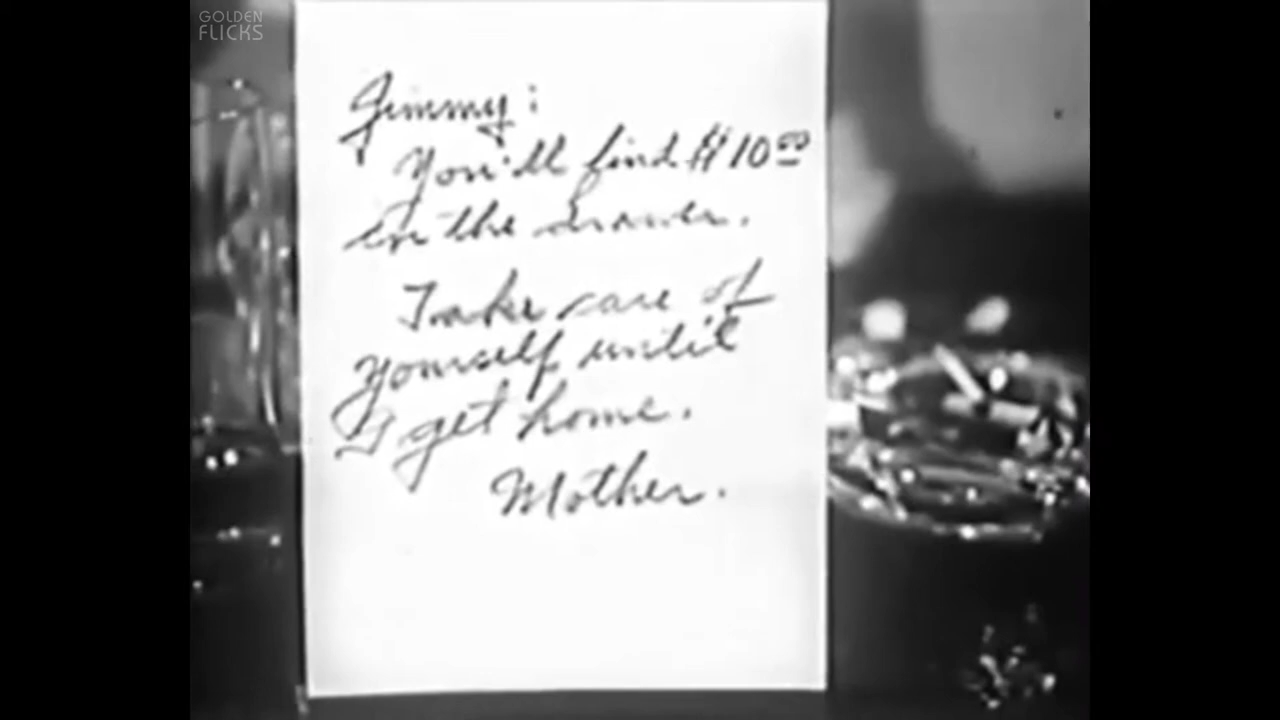 GOLDEN
FLICKS
Jimmy:
You'll find $10.00
in the drawer.
Take care of
yourself until
I get home.
Mother.